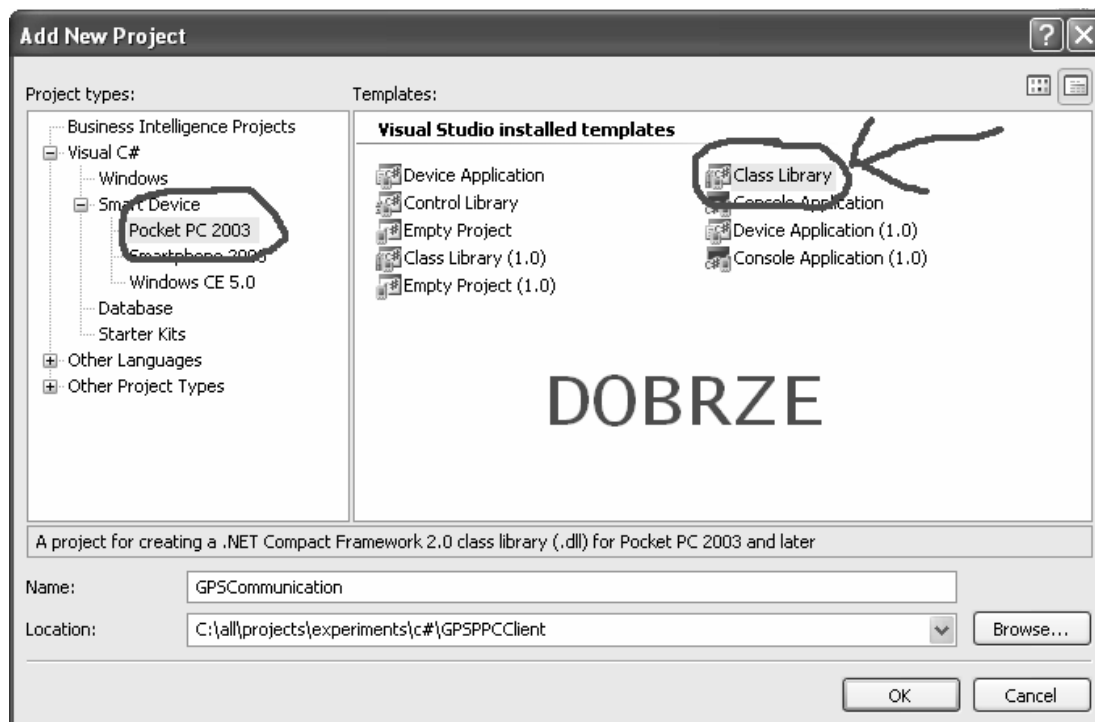 Add New Project
Project types:
Templates:
Business Intelligence Projects
Visual C#
Windows
Smart Device
Pocket PC 2003
Smartphone 2003
Windows CE 5.0
Database
Starter Kits
Other Languages
Other Project Types
Visual Studio installed templates
Device Application
Class Library
Control Library
Console Application
Empty Project
Device Application (1.0)
Class Library (1.0)
Console Application (1.0)
Empty Project (1.0)
DOBRZE
A project for creating a .NET Compact Framework 2.0 class library (.dll) for Pocket PC 2003 and later
Name:
GPSCommunication
Location:
C:\all\projects\experiments\c#\GPSPPCClient
Browse...
OK
Cancel